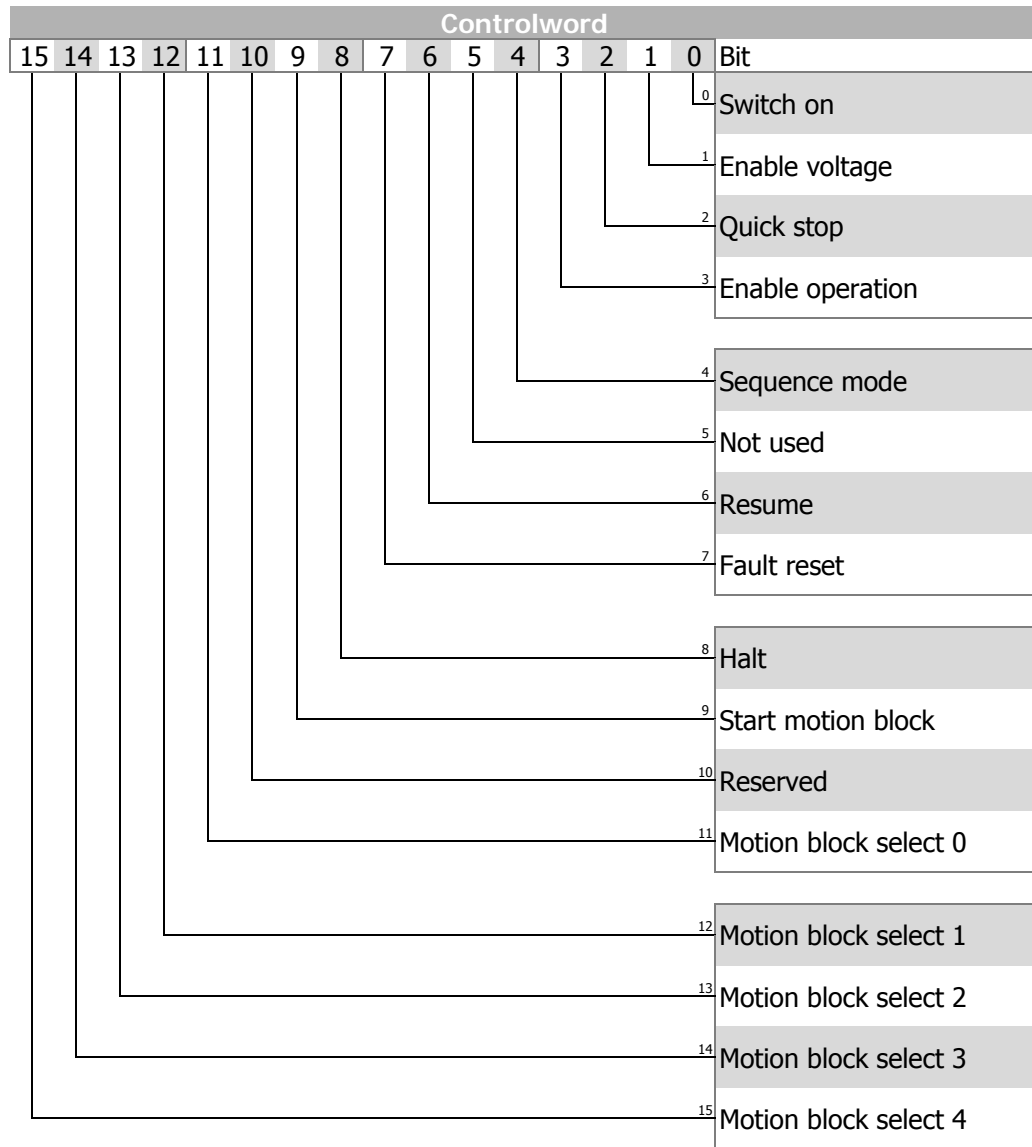 Controlword
15 14 13 12 11 10 9 8 7 6 5 4 3 2 1 0 Bit
0 Switch on
1 Enable voltage
2 Quick stop
3 Enable operation
4 Sequence mode
5 Not used
6 Resume
7 Fault reset
8 Halt
9 Start motion block
10 Reserved
11 Motion block select 0
12 Motion block select 1
13 Motion block select 2
14 Motion block select 3
15 Motion block select 4